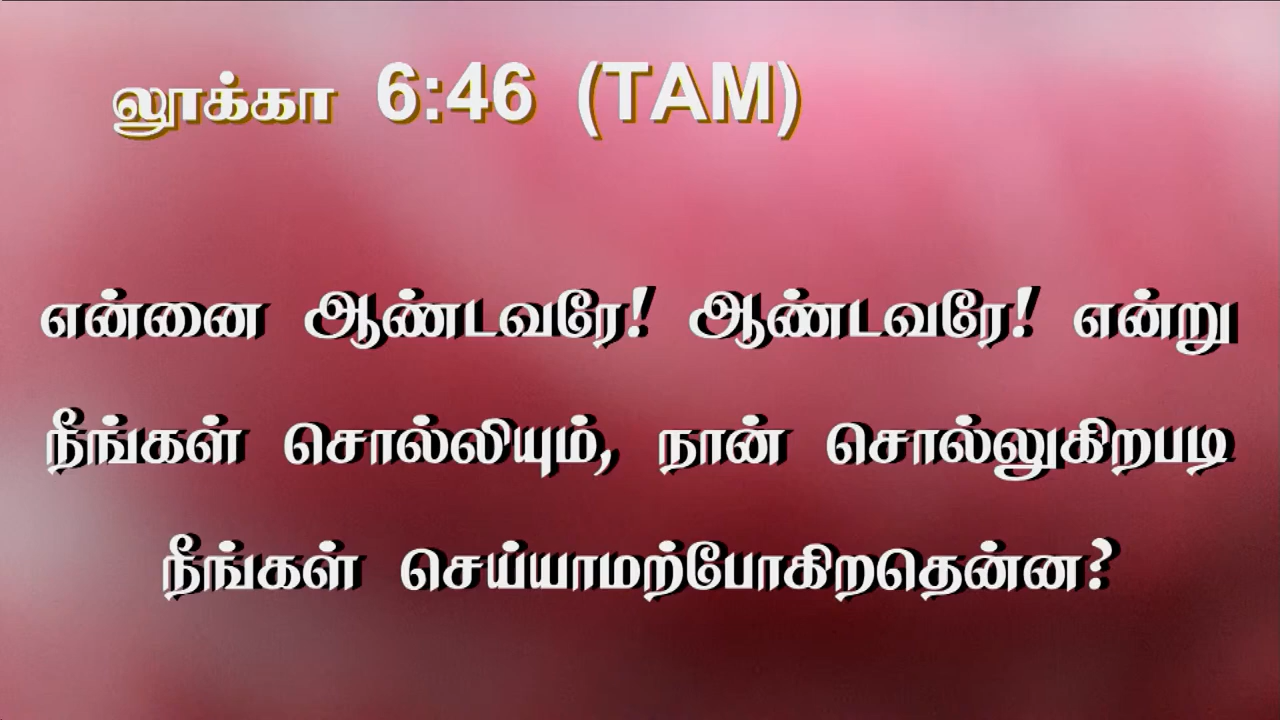 லூக்கா 6:46 (TAM)
என்னை ஆண்டவரே! ஆண்டவரே! என்று
நீங்கள் சொல்லியும், நான் சொல்லுகிறபடி
நீங்கள் செய்யாமற்போகிறதென்ன?